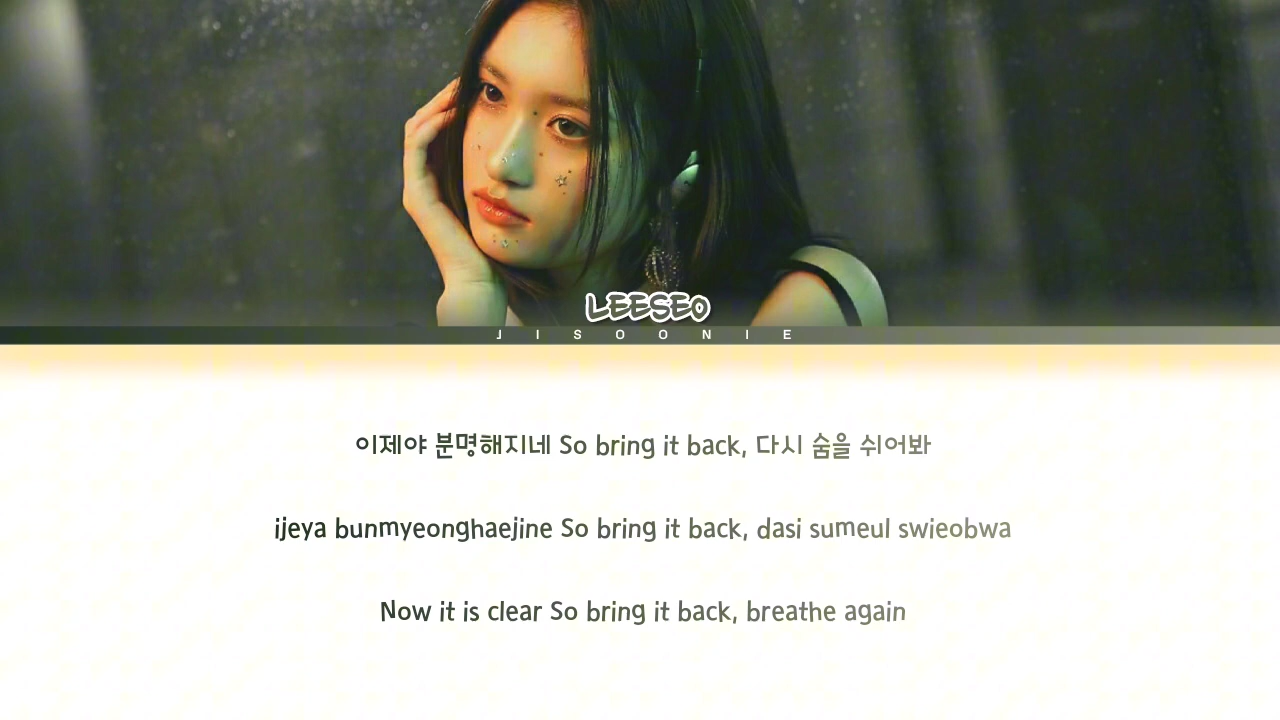 LEESEO
JISOONIE
이제야 분명해지네 So bring it back, 다시 숨을 쉬어봐
ijeya bunmyeonghaejine So bring it back, dasi sumeul swieobwa
Now it is clear So bring it back, breathe again